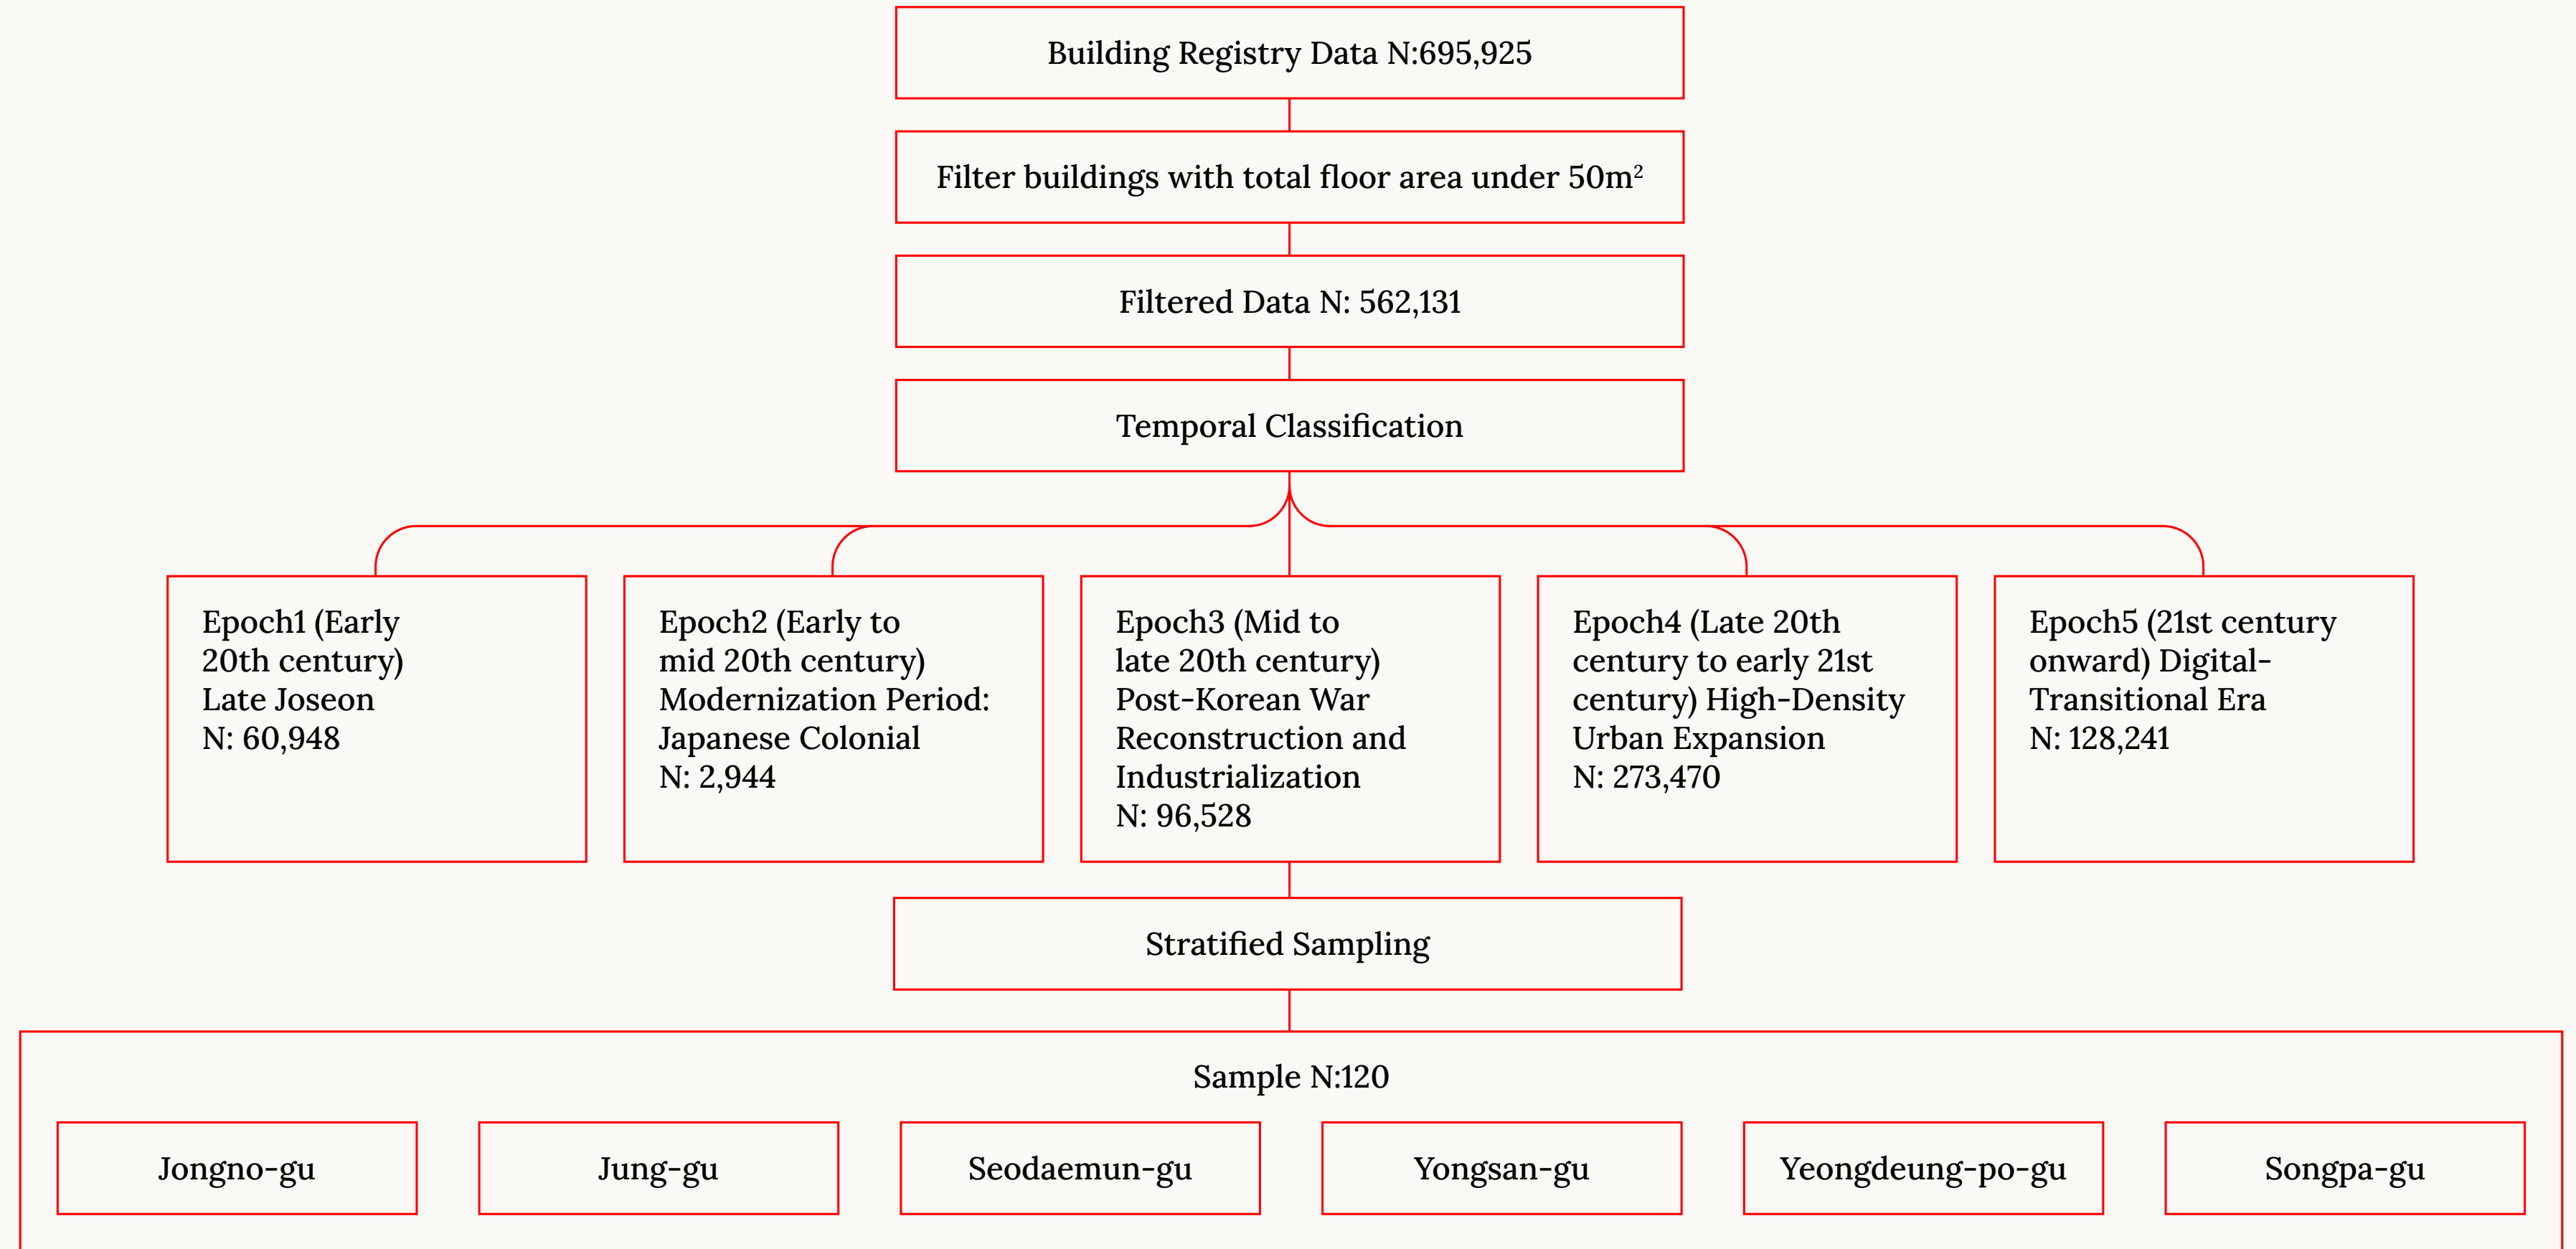 Building Registry Data N:695,925
Filter buildings with total floor area under 50m²
Filtered Data N: 562,131
Temporal Classification
Epoch1 (Early
20th century)
Late Joseon
N: 60,948
Epoch2 (Early to
mid 20th century)
Modernization Period:
Japanese Colonial
N: 2,944
Epoch3 (Mid to
late 20th century)
Post-Korean War
Reconstruction and
Industrialization
N: 96,528
Epoch4 (Late 20th
century to early 21st
century) High-Density
Urban Expansion
N: 273,470
Epoch5 (21st century
onward) Digital-
Transitional Era
N: 128,241
Stratified Sampling
Sample N:120
Jongno-gu
Jung-gu
Seodaemun-gu
Yongsan-gu
Yeongdeung-po-gu
Songpa-gu